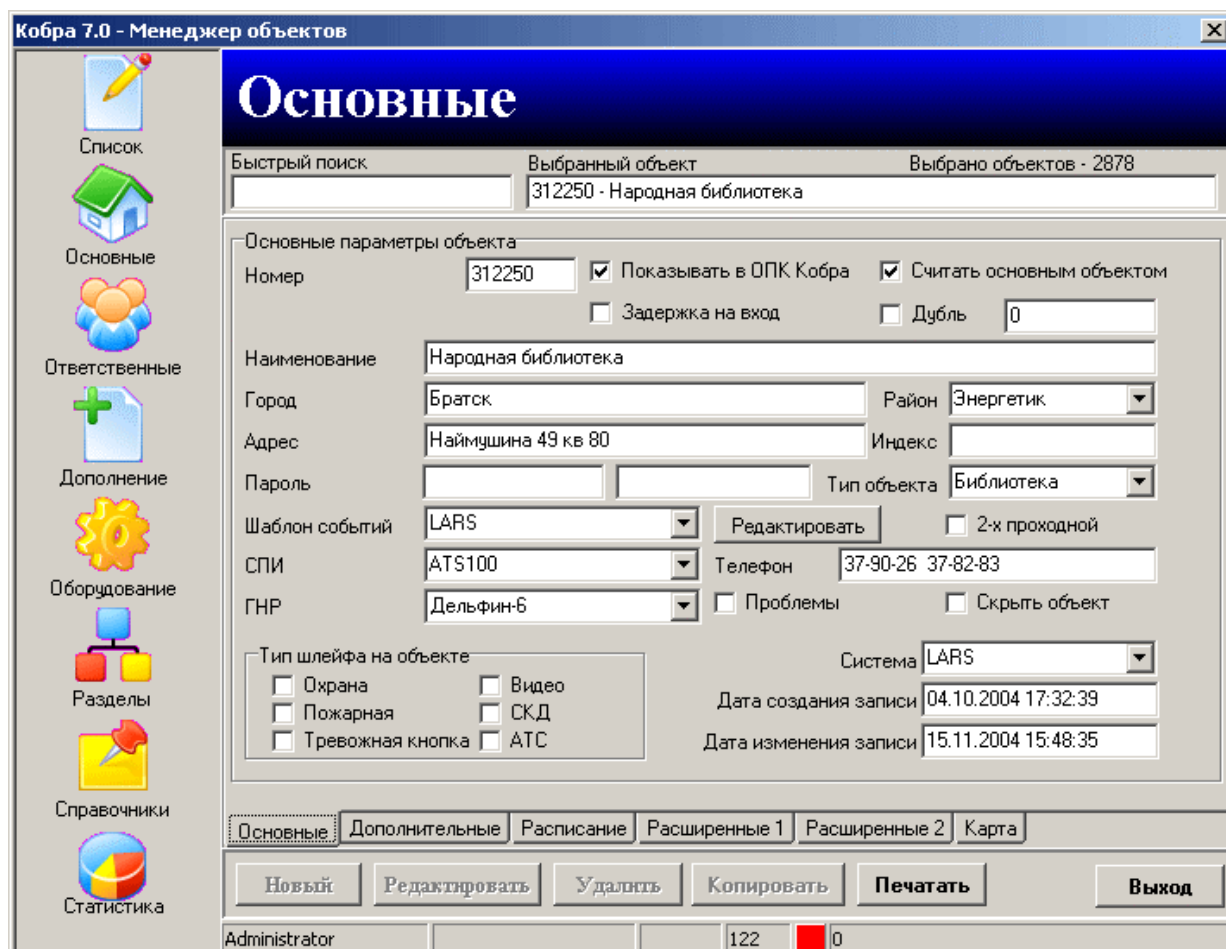 Кобра 7.0 - Менеджер объектов
Список
Основные
Ответственные
Дополнение
Оборудование
Разделы
Справочники
Статистика
Основные
Быстрый поиск Выбранный объект Выбрано объектов - 2878
312250 - Народная библиотека
Основные параметры объекта
Номер 312250 Показывать в ОПК Кобра Считать основным объектом
Задержка на вход Дубль 0
Наименование Народная библиотека
Город Братск Район Энергетик
Адрес Наймушина 49 кв 80 Индекс
Пароль Тип объекта Библиотека
Шаблон событий LARS Редактировать 2-х проходной
СПИ ATS100 Телефон 37-90-26 37-82-83
ГНР Дельфин-6 Проблемы Скрыть объект
Тип шлейфа на объекте Система LARS
Охрана Видео
Дата создания записи 04.10.2004 17:32:39
Пожарная СКД
Тревожная кнопка АТС
Дата изменения записи 15.11.2004 15:48:35
Основные Дополнительные Расписание Расширенные 1 Расширенные 2 Карта
Новый Редактировать Удалить Копировать Печатать Выход
Administrator 122 0